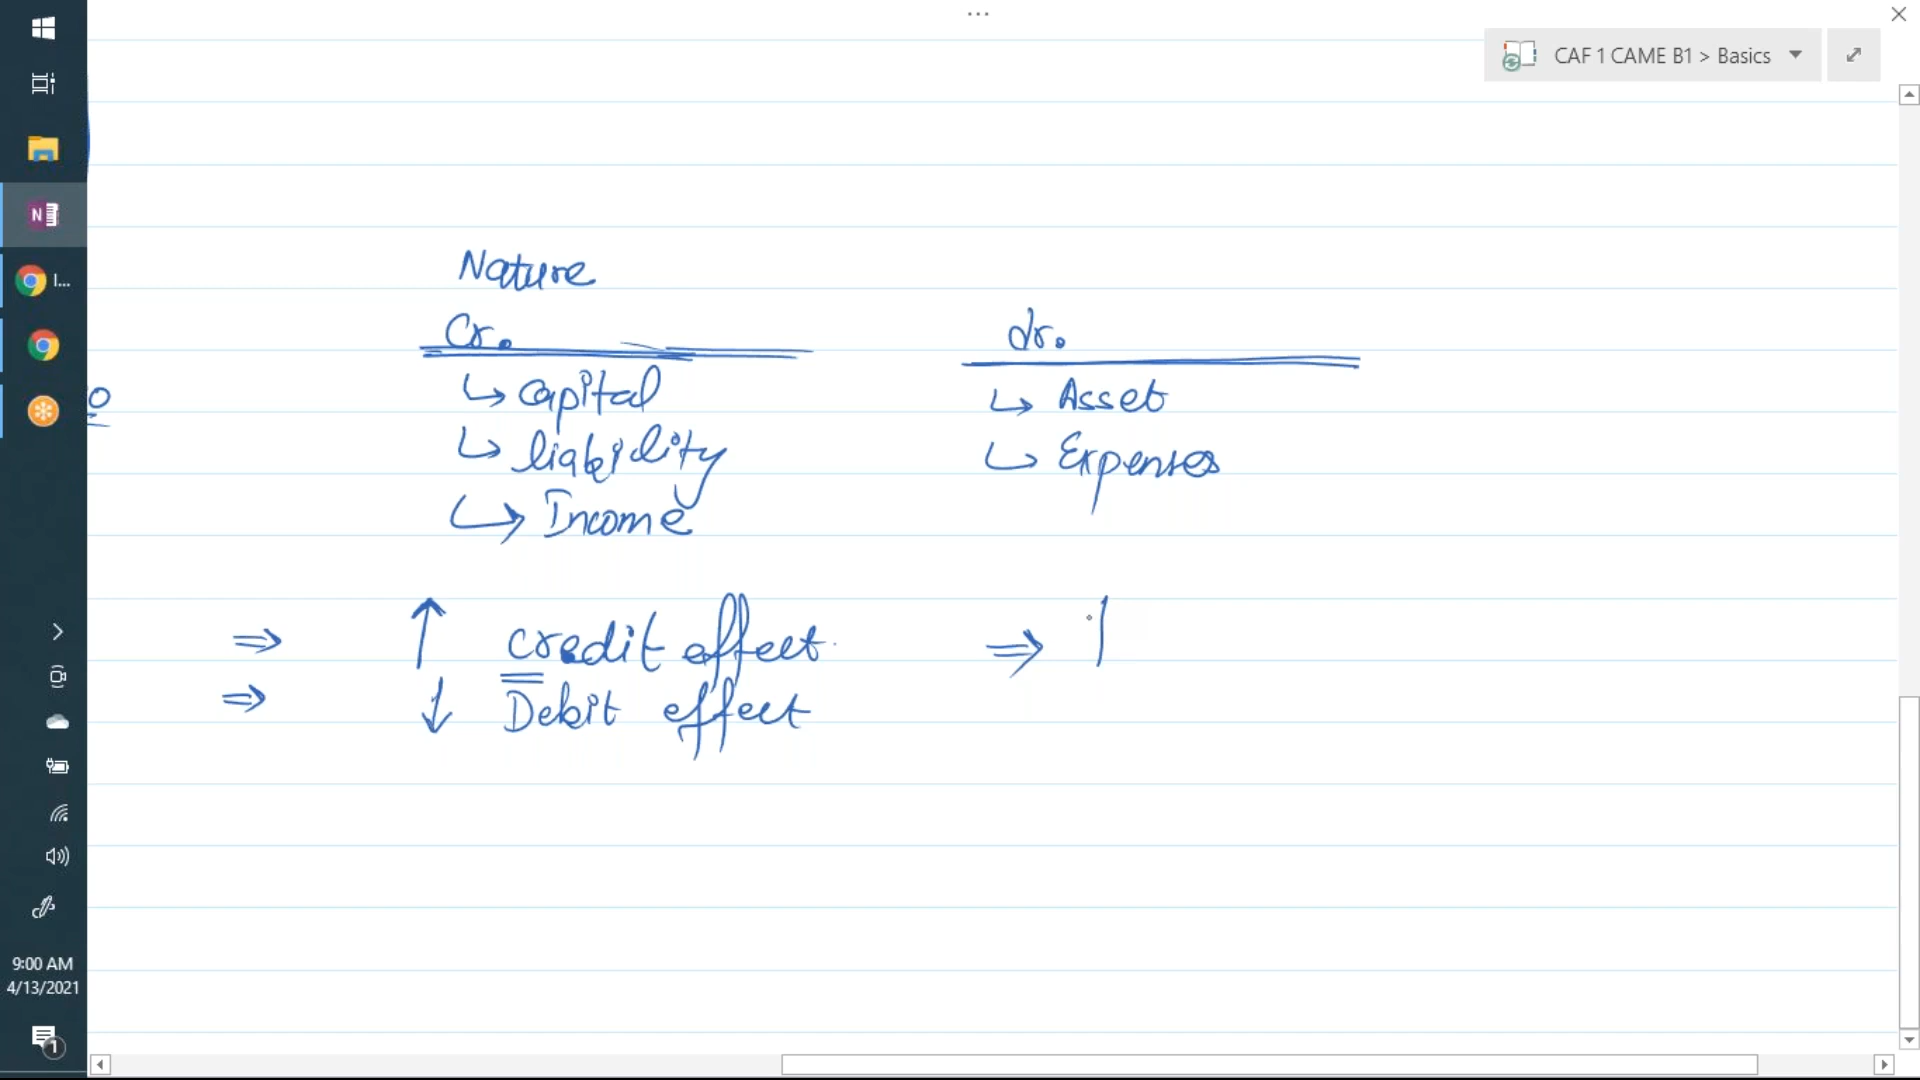 ...
CAF 1 CAME B1 > Basics
Nature
Cr.
dr.
↳ Capital
↳ Asset
↳ liability
↳ Expenses
↳ Income
⇒ ↑ credit effect. ⇒
⇒ ↓ Debit effect
I...
9:00 AM
4/13/2021
1